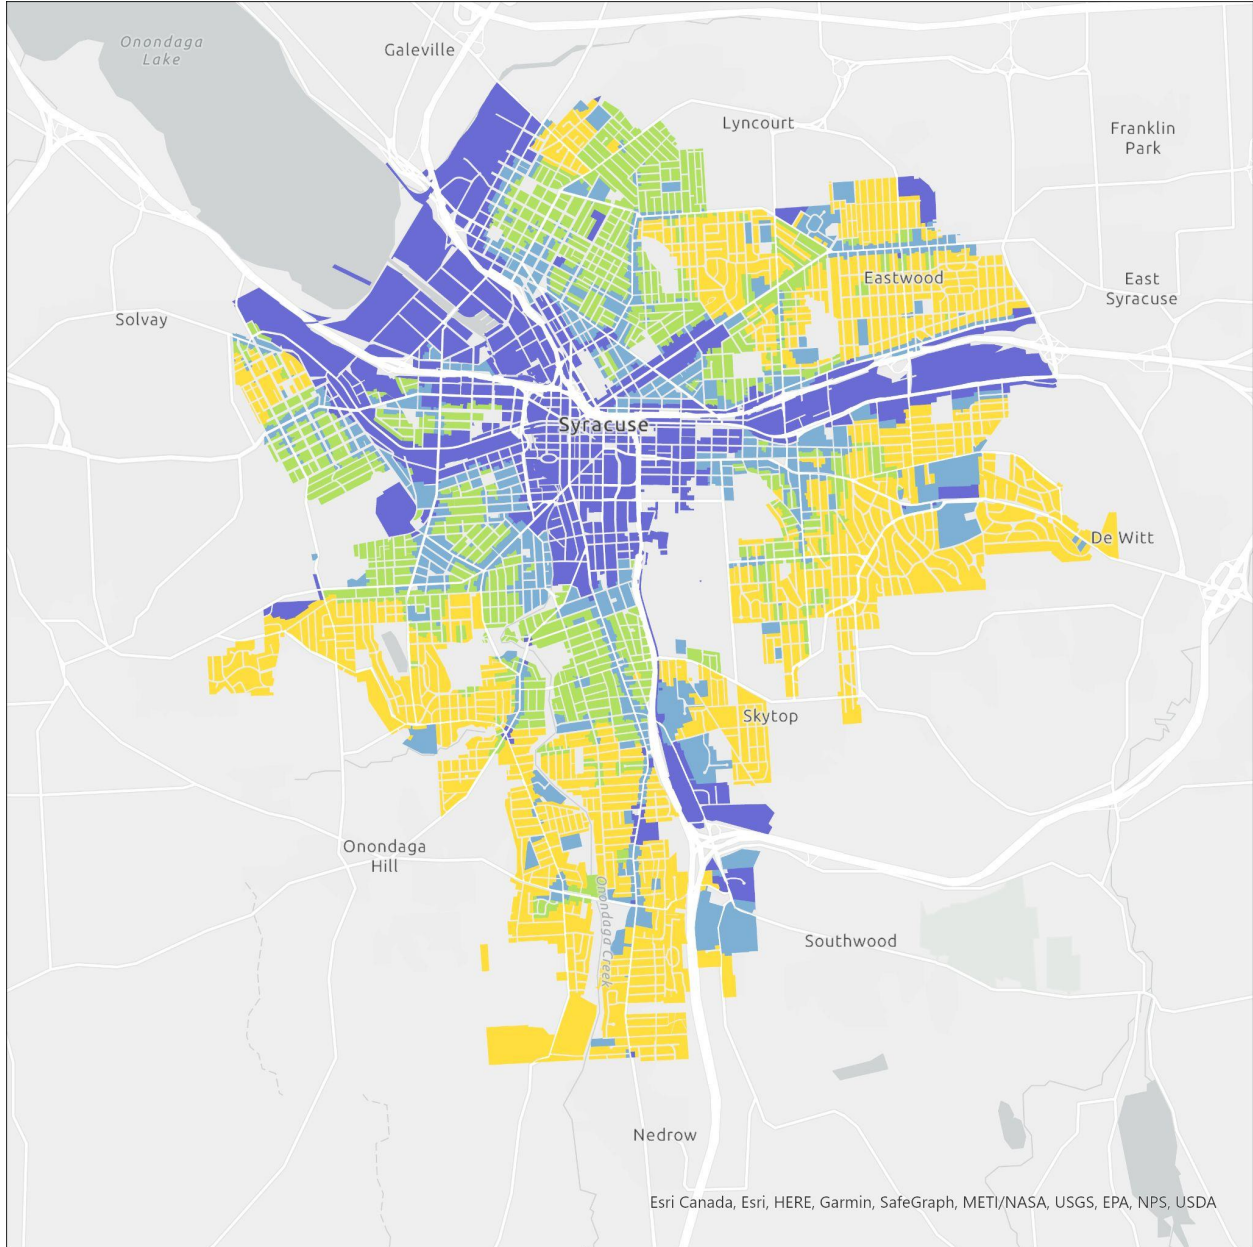 Onondaga
Lake
Galeville
Lyncourt
Franklin
Park
Eastwood
East
Syracuse
Solvay
Syracuse
De Witt
Skytop
Onondaga
Hill
Onondaga Creek
Southwood
Nedrow
Esri Canada, Esri, HERE, Garmin, SafeGraph, METI/NASA, USGS, EPA, NPS, USDA